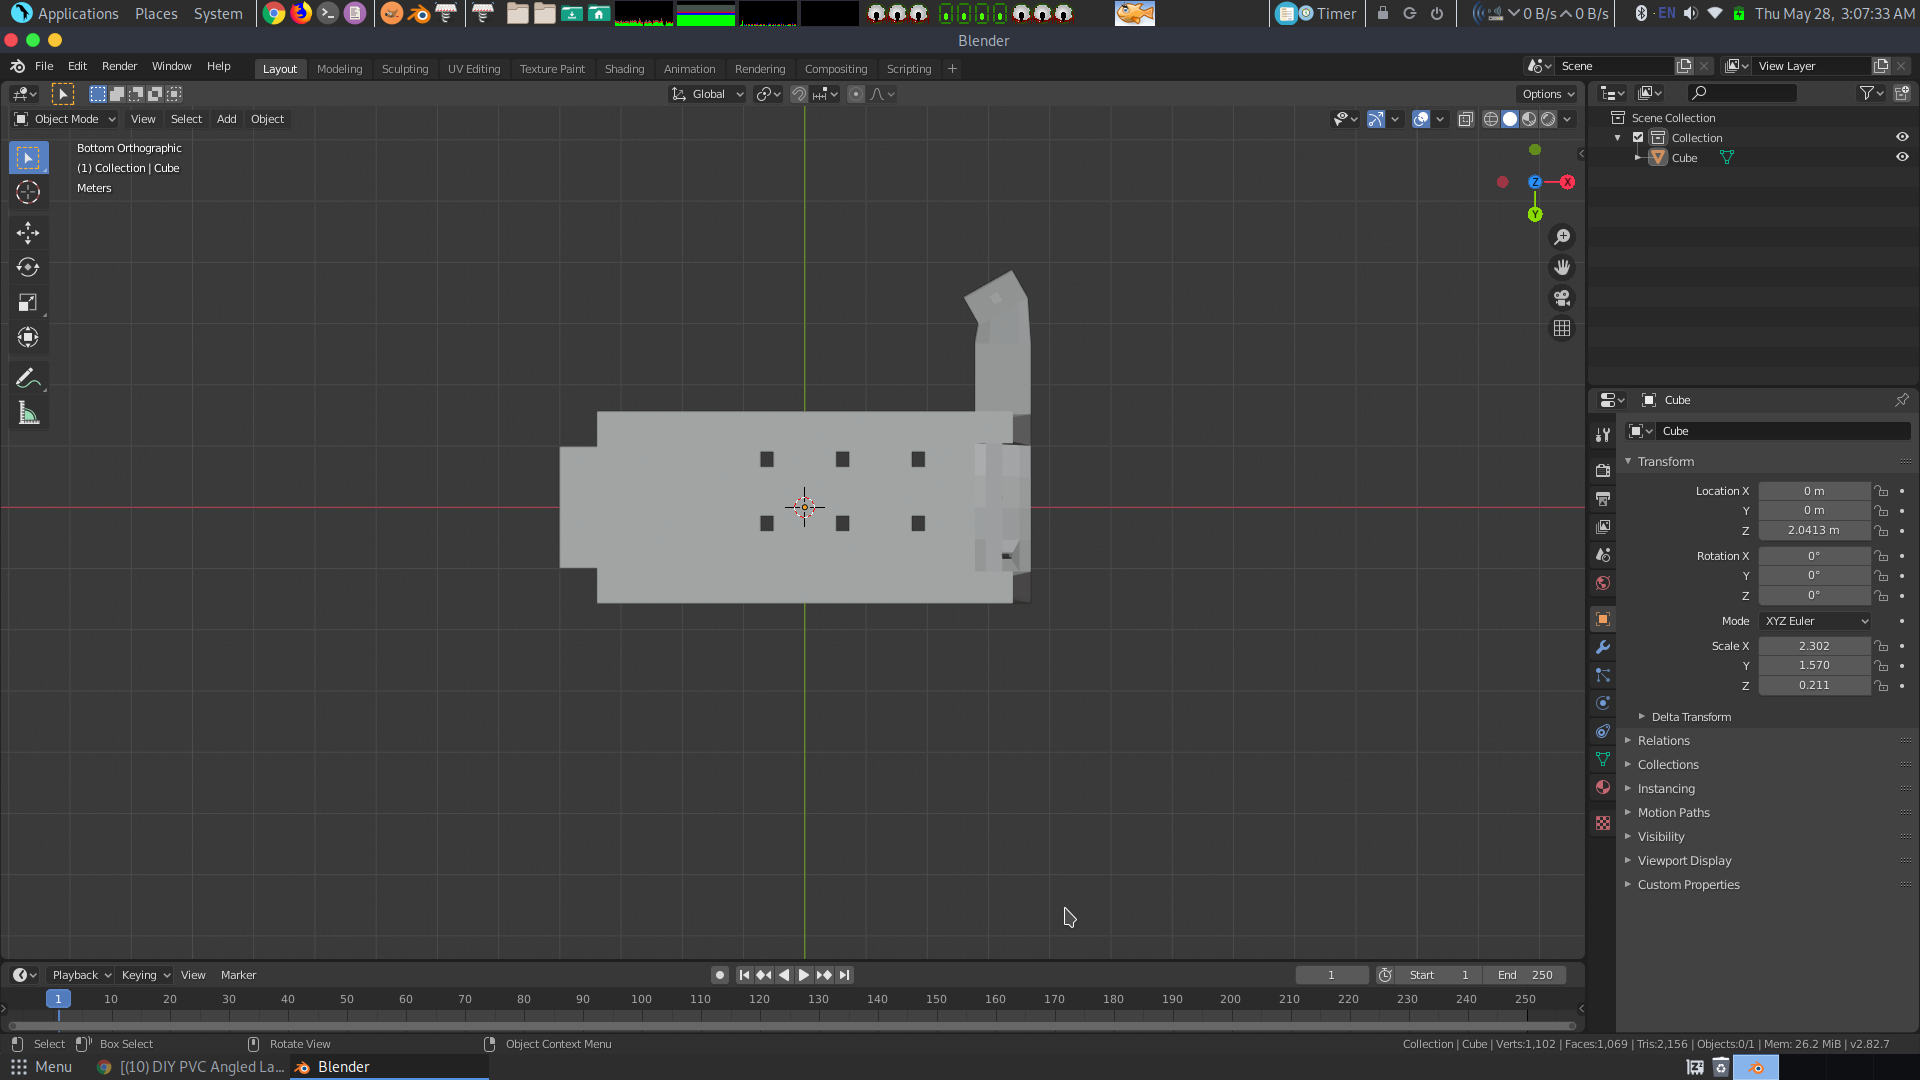 Applications Places System Timer 0 B/s 0 B/s EN Thu May 28, 3:07:33 AM
Blender
File Edit Render Window Help Layout Modeling Sculpting UV Editing Texture Paint Shading Animation Rendering Compositing Scripting + Scene View Layer
Global Options
Object Mode View Select Add Object
Bottom Orthographic
(1) Collection | Cube
Meters
Z X
Y
Scene Collection
Collection
Cube
Cube
Cube
Transform
Location X 0 m
Y 0 m
Z 2.0413 m
Rotation X 0°
Y 0°
Z 0°
Mode XYZ Euler
Scale X 2.302
Y 1.570
Z 0.211
Delta Transform
Relations
Collections
Instancing
Motion Paths
Visibility
Viewport Display
Custom Properties
Playback Keying View Marker 1 Start 1 End 250
1 10 20 30 40 50 60 70 80 90 100 110 120 130 140 150 160 170 180 190 200 210 220 230 240 250
Select Box Select Rotate View Object Context Menu Collection | Cube | Verts:1,102 | Faces:1,069 | Tris:2,156 | Objects:0/1 | Mem: 26.2 MiB | v2.82.7
Menu [(10) DIY PVC Angled La... Blender